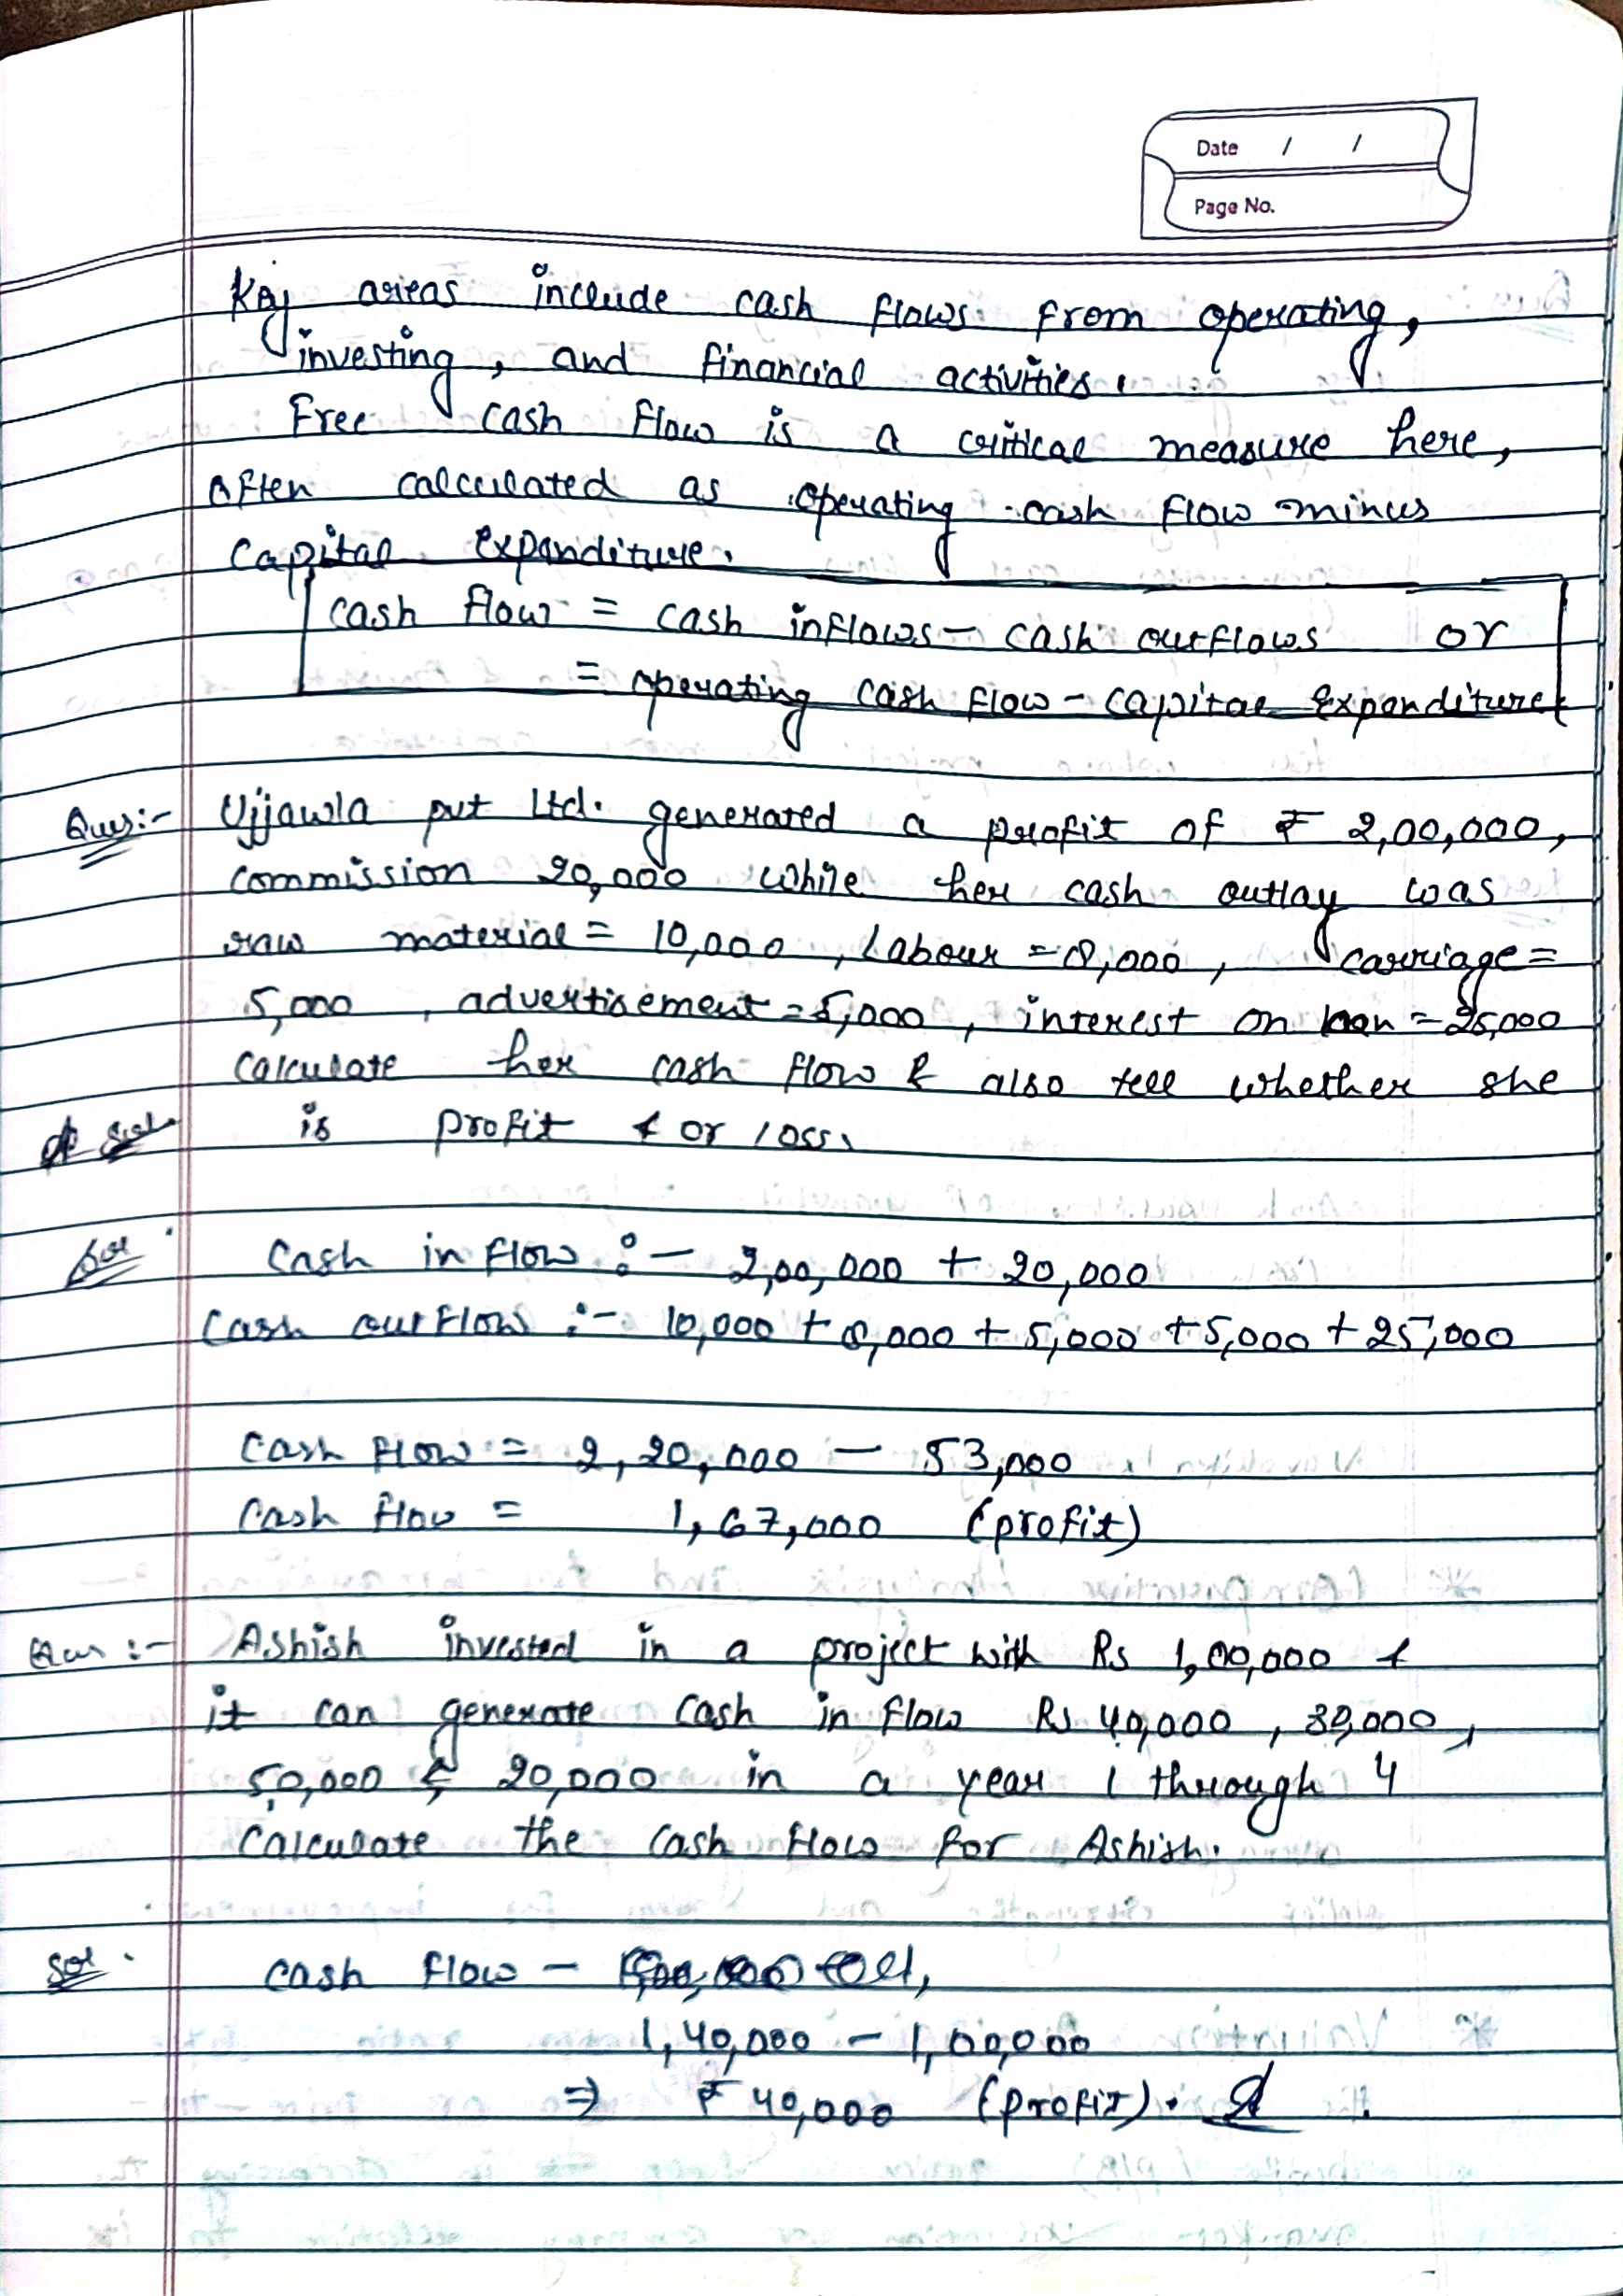 Date / /
Page No.
Key areas include cash flows from operating,
investing, and financial activities.
Free cash flow is a critical measure here,
often calculated as operating cash flow minus
Capital expanditure.
cash flow = cash inflows - cash outflows or
= operating cash flow - capital expanditure
Ques:- Ujjawla pvt Ltd. generated a profit of ₹ 2,00,000,
commission 20,000 while her cash outlay was
raw material = 10,000, Labour = 8,000, carriage =
5,000, advertisement = 5,000, interest on loan = 25,000
calculate her cash flow & also tell whether she
is profit or loss.
Sol Cash in flow :- 2,00,000 + 20,000
Cash outflow :- 10,000 + 8,000 + 5,000 + 5,000 + 25,000
Cash flow = 2,20,000 - 53,000
Cash flow = 1,67,000 (profit)
Ques :- Ashish invested in a project with Rs 1,00,000 &
it can generate cash in flow Rs 40,000, 30,000,
50,000 & 20,000 in a year 1 through 4
Calculate the cash flow for Ashish.
Sol. cash flow -
1,40,000 - 1,00,000
⇒ ₹ 40,000 (profit).